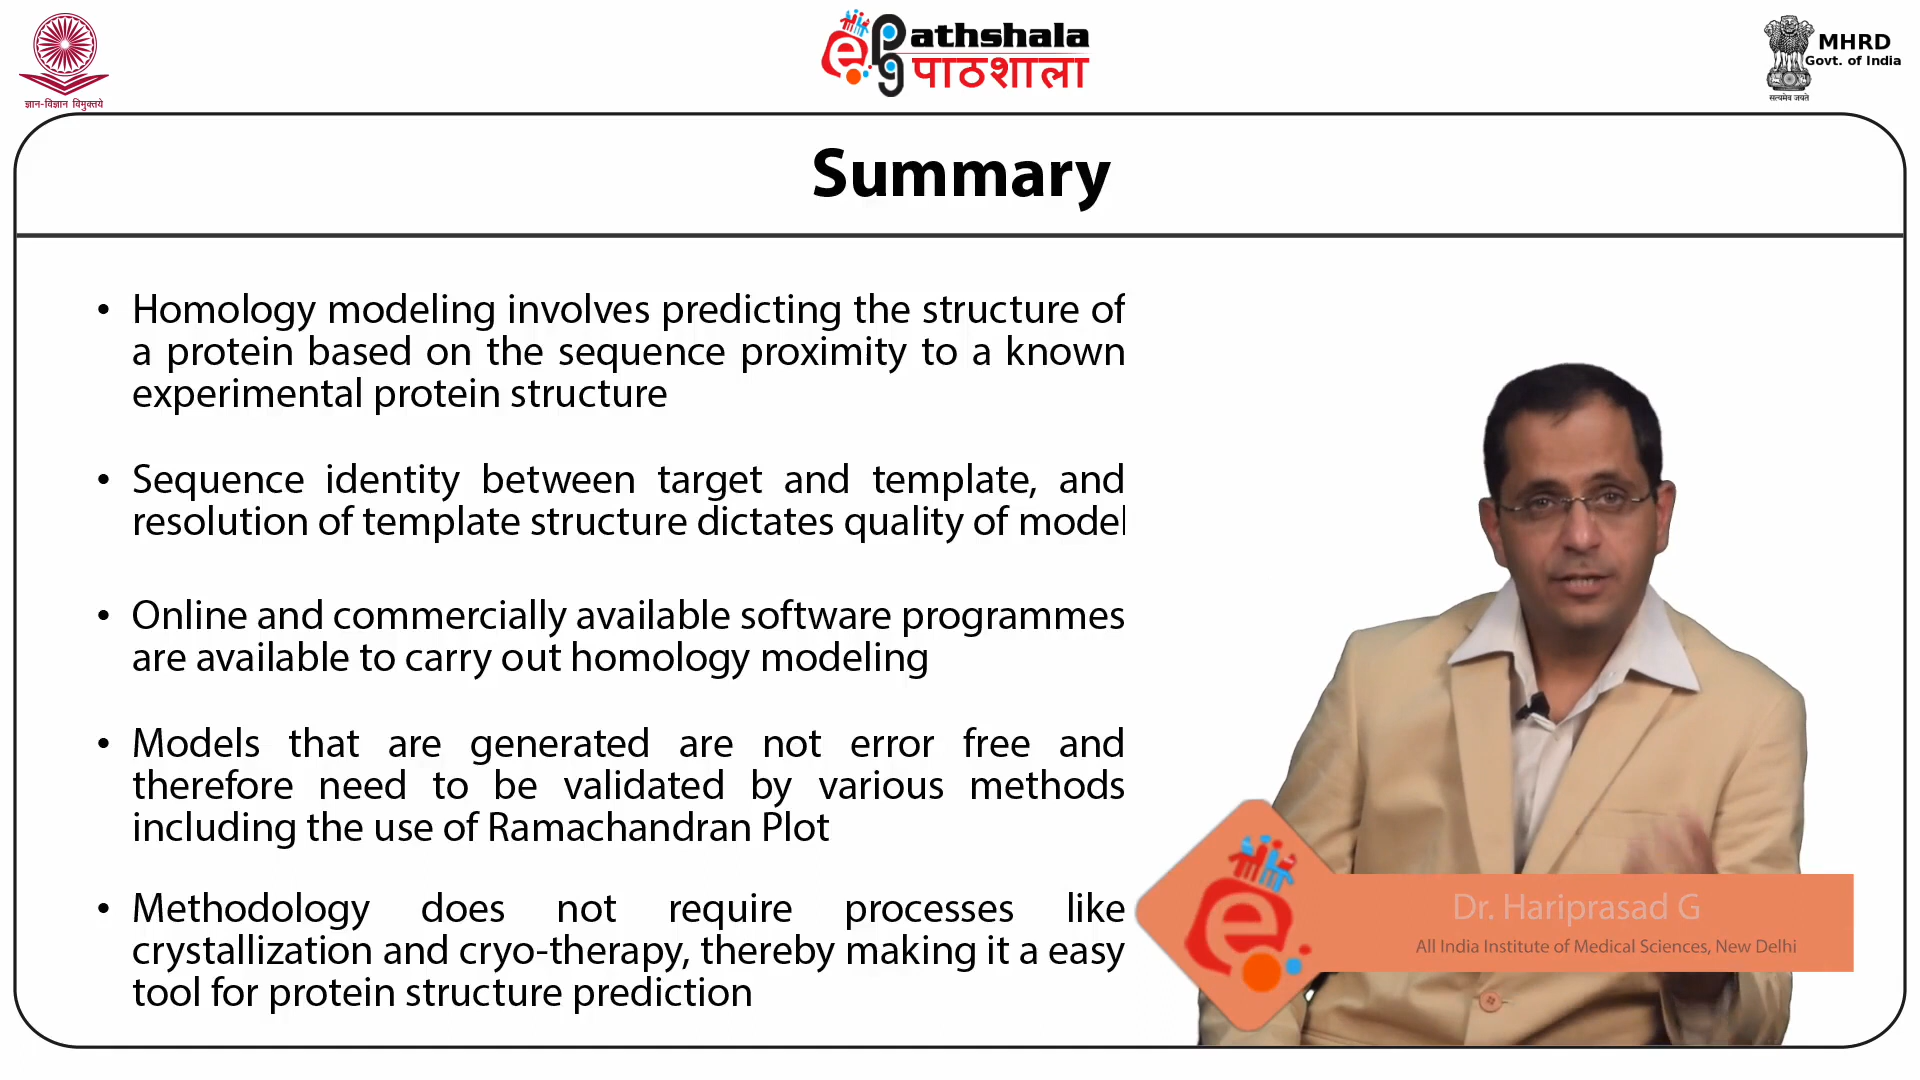 ज्ञान-विज्ञान विमुक्तये
ePathshala
पाठशाला
MHRD
Govt. of India
सत्यमेव जयते
Summary
• Homology modeling involves predicting the structure of
a protein based on the sequence proximity to a known
experimental protein structure
• Sequence identity between target and template, and
resolution of template structure dictates quality of model
• Online and commercially available software programmes
are available to carry out homology modeling
• Models that are generated are not error free and
therefore need to be validated by various methods
including the use of Ramachandran Plot
• Methodology does not require processes like
crystallization and cryo-therapy, thereby making it a easy
tool for protein structure prediction
Dr. Hariprasad G
All India Institute of Medical Sciences, New Delhi